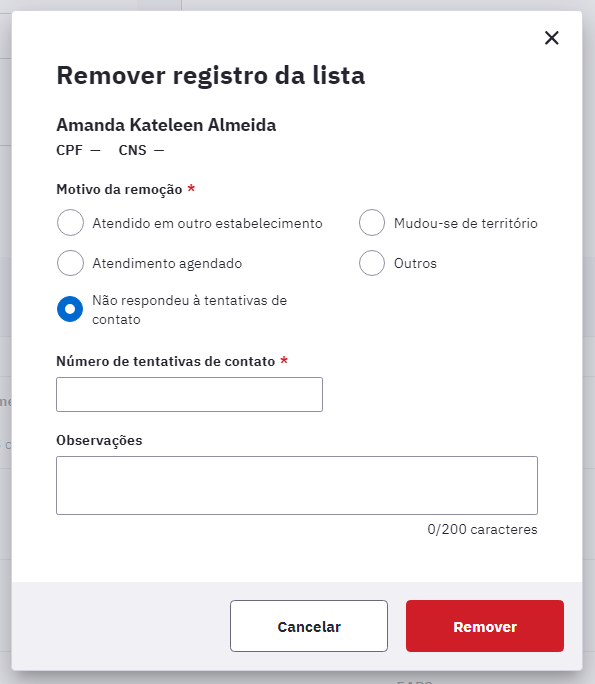 Remover registro da lista
Amanda Kateleen Almeida
CPF — CNS —
Motivo da remoção *
Atendido em outro estabelecimento
Mudou-se de território
Atendimento agendado
Outros
Não respondeu à tentativas de
contato
Número de tentativas de contato *
Observações
0/200 caracteres
Cancelar
Remover